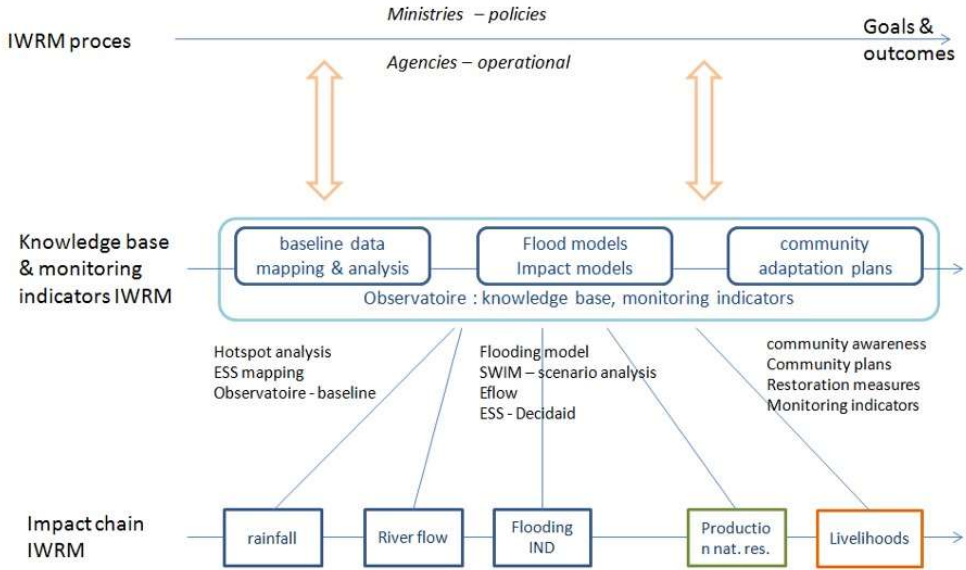 Ministries – policies
IWRM proces
Goals &
outcomes
Agencies – operational
Knowledge base
& monitoring
indicators IWRM
baseline data
mapping & analysis
Flood models
Impact models
community
adaptation plans
Observatoire : knowledge base, monitoring indicators
Hotspot analysis
ESS mapping
Observatoire - baseline
Flooding model
SWIM – scenario analysis
Eflow
ESS - Decidaid
community awareness
Community plans
Restoration measures
Monitoring indicators
Impact chain
IWRM
rainfall
River flow
Flooding
IND
Productio
n nat. res.
Livelihoods